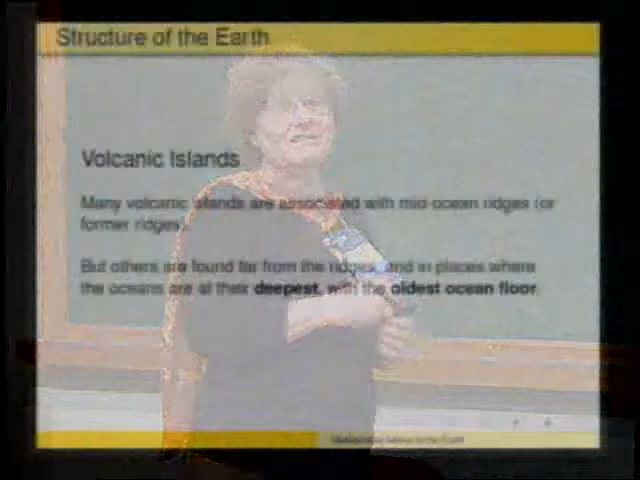 Structure of the Earth
Volcanic Islands
Many volcanic islands are associated with mid-ocean ridges (or
former ridges).
But others are found far from the ridges, and in places where
the oceans are at their deepest, with the oldest ocean floor.